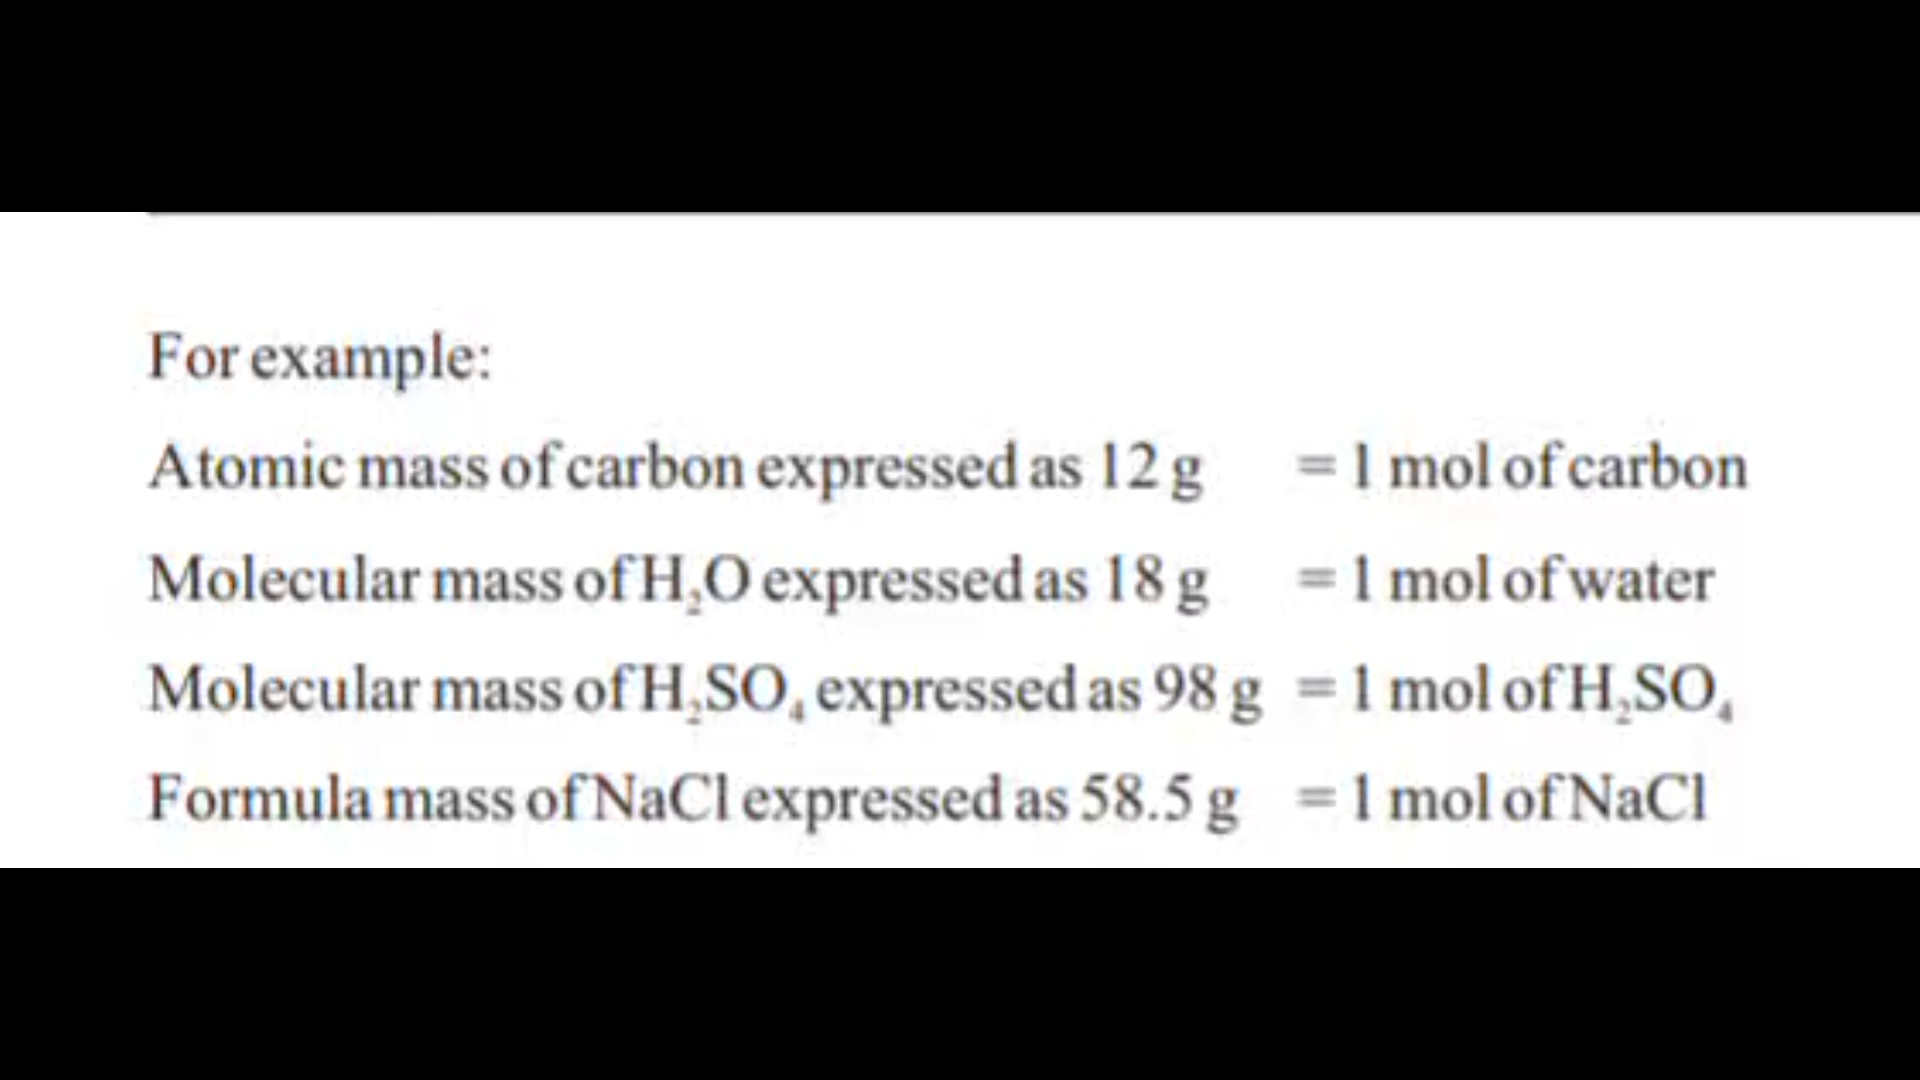 For example:
Atomic mass of carbon expressed as 12 g = 1 mol of carbon
Molecular mass of H₂O expressed as 18 g = 1 mol of water
Molecular mass of H₂SO₄ expressed as 98 g = 1 mol of H₂SO₄
Formula mass of NaCl expressed as 58.5 g = 1 mol of NaCl